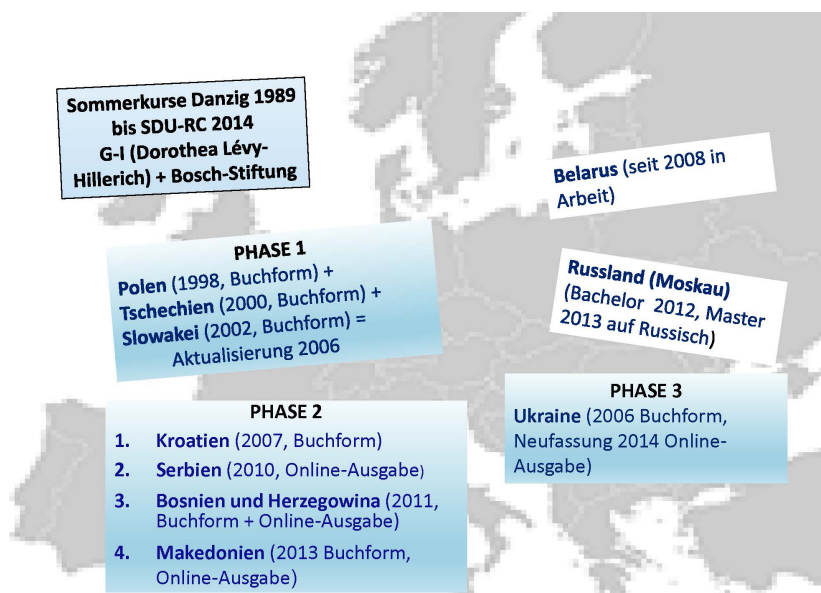 Sommerkurse Danzig 1989
bis SDU-RC 2014
G-I (Dorothea Lévy-
Hillerich) + Bosch-Stiftung
Belarus (seit 2008 in
Arbeit)
PHASE 1
Polen (1998, Buchform) +
Tschechien (2000, Buchform) +
Slowakei (2002, Buchform) =
Aktualisierung 2006
Russland (Moskau)
(Bachelor 2012, Master
2013 auf Russisch)
PHASE 2
1. Kroatien (2007, Buchform)
2. Serbien (2010, Online-Ausgabe)
3. Bosnien und Herzegowina (2011,
Buchform + Online-Ausgabe)
4. Makedonien (2013 Buchform,
Online-Ausgabe)
PHASE 3
Ukraine (2006 Buchform,
Neufassung 2014 Online-
Ausgabe)